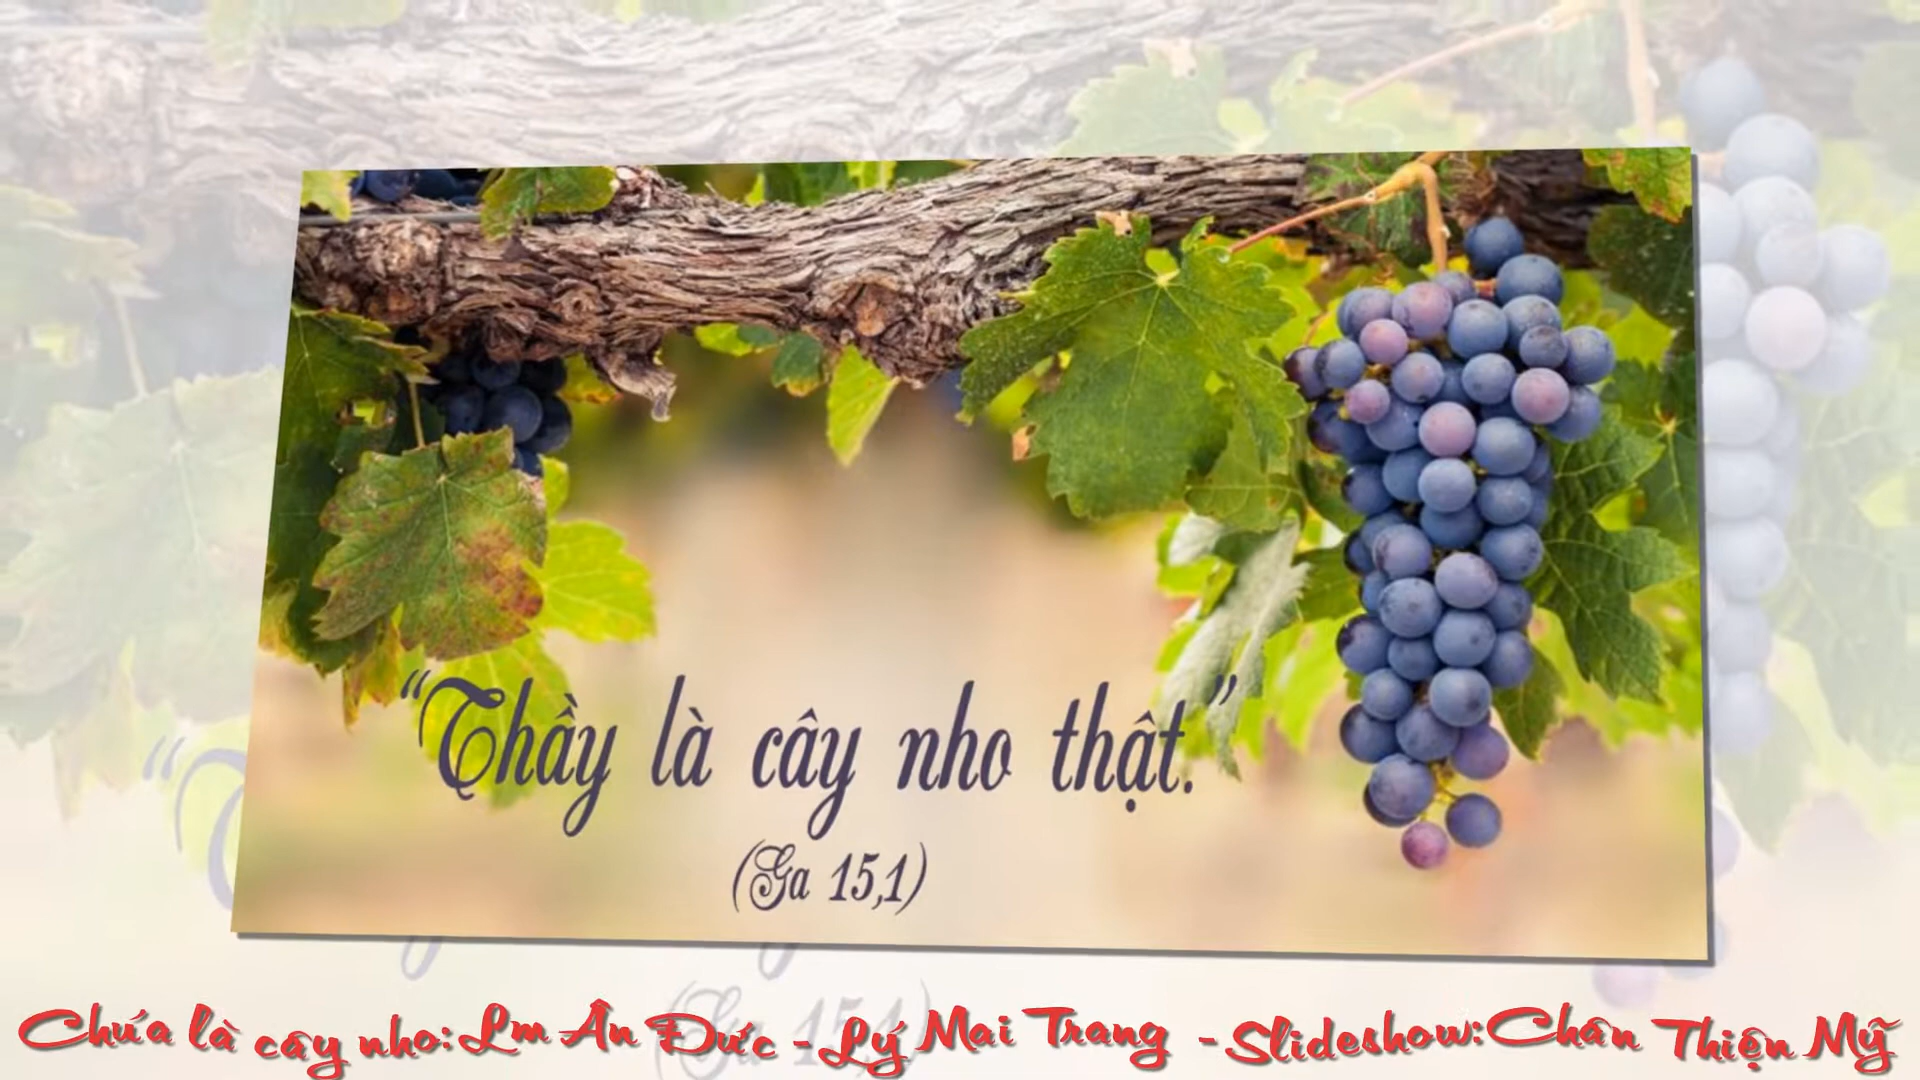 “Thầy là cây nho thật.”
(Ga 15,1)
Chúa là cây nho: Lm Ân Đức - Lý Mai Trang - Slideshow: Chân Thiện Mỹ